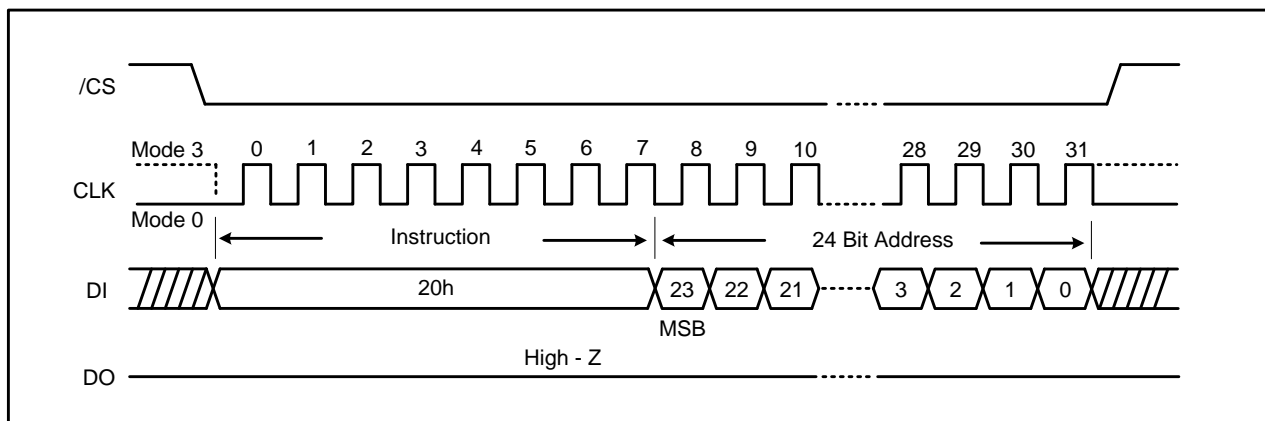 /CS
Mode 3 0 1 2 3 4 5 6 7 8 9 10 28 29 30 31
CLK
Mode 0
Instruction 24 Bit Address
DI 20h 23 22 21 3 2 1 0
MSB
High - Z
DO